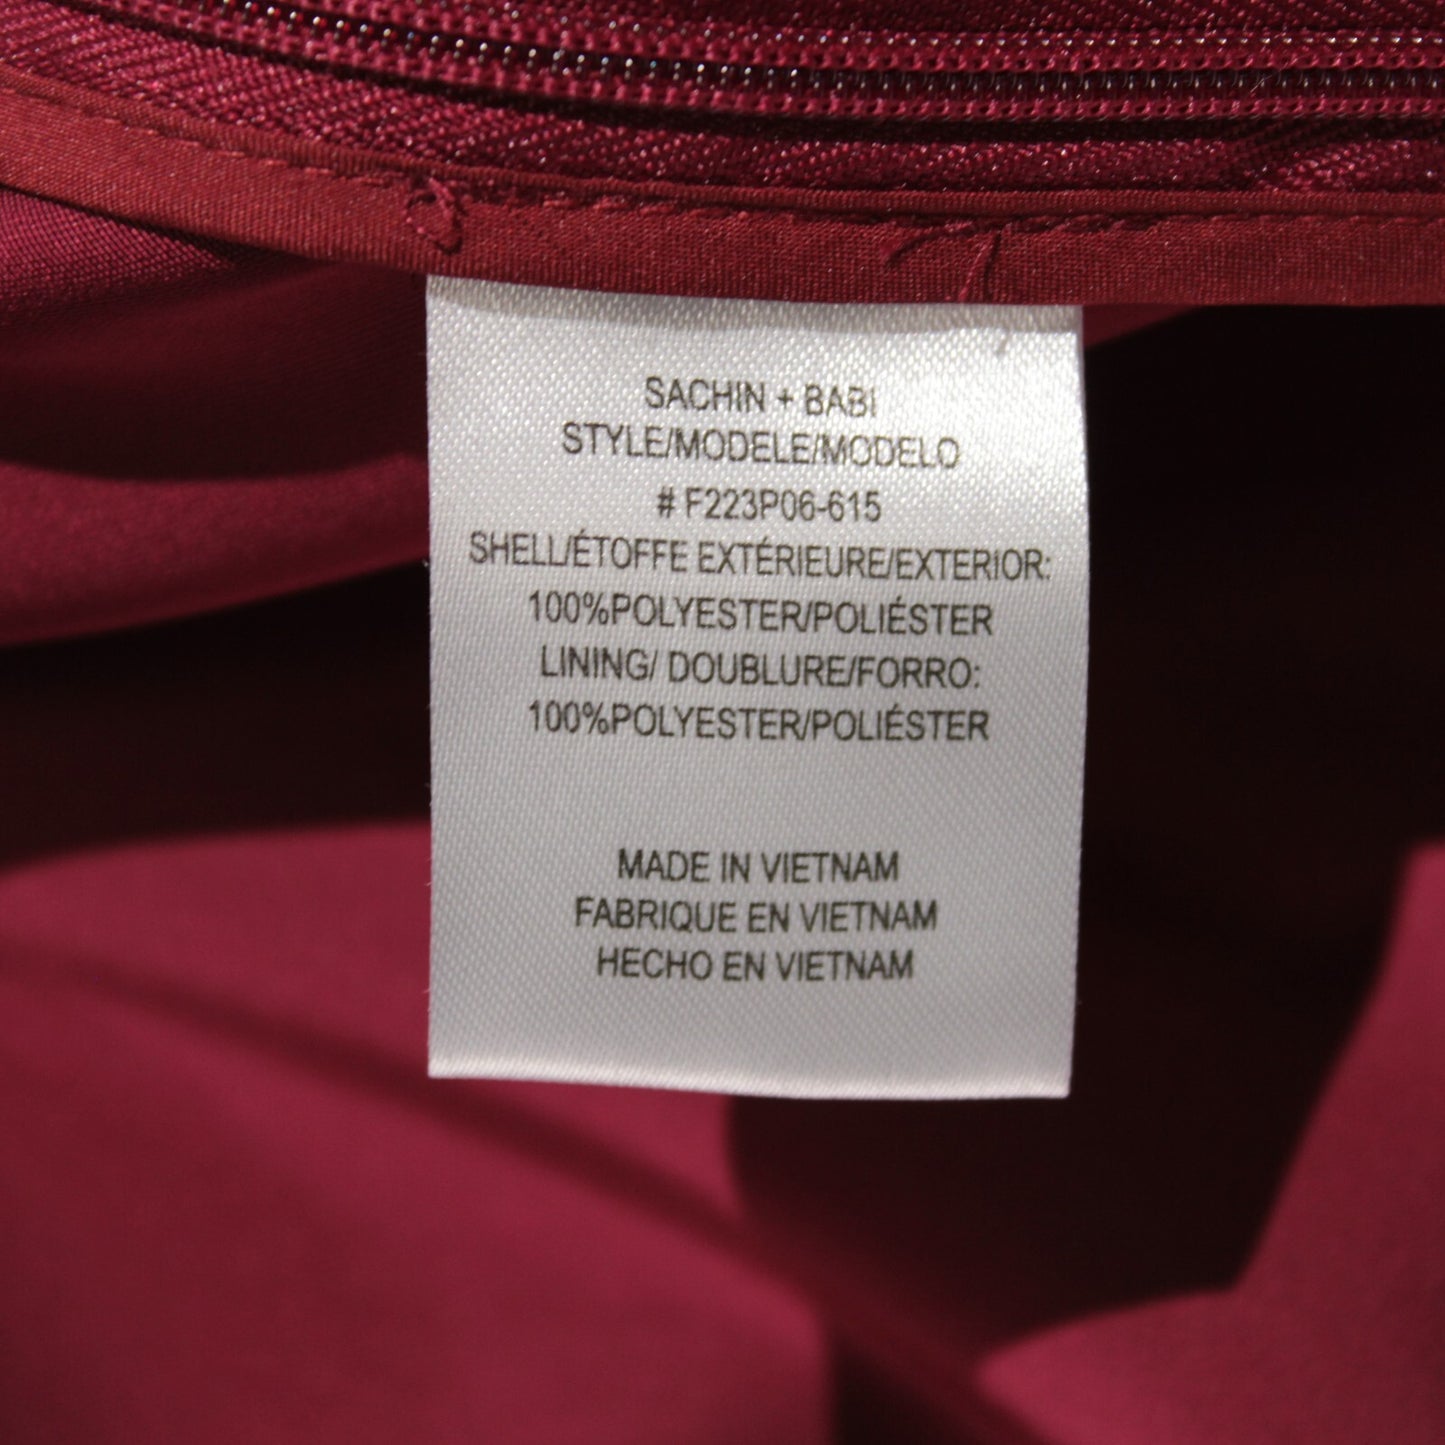 SACHIN + BABI
STYLE/MODELE/MODELO
# F223P06-615
SHELL/ÉTOFFE EXTÉRIEURE/EXTERIOR:
100%POLYESTER/POLIÉSTER
LINING/ DOUBLURE/FORRO:
100%POLYESTER/POLIÉSTER
MADE IN VIETNAM
FABRIQUE EN VIETNAM
HECHO EN VIETNAM